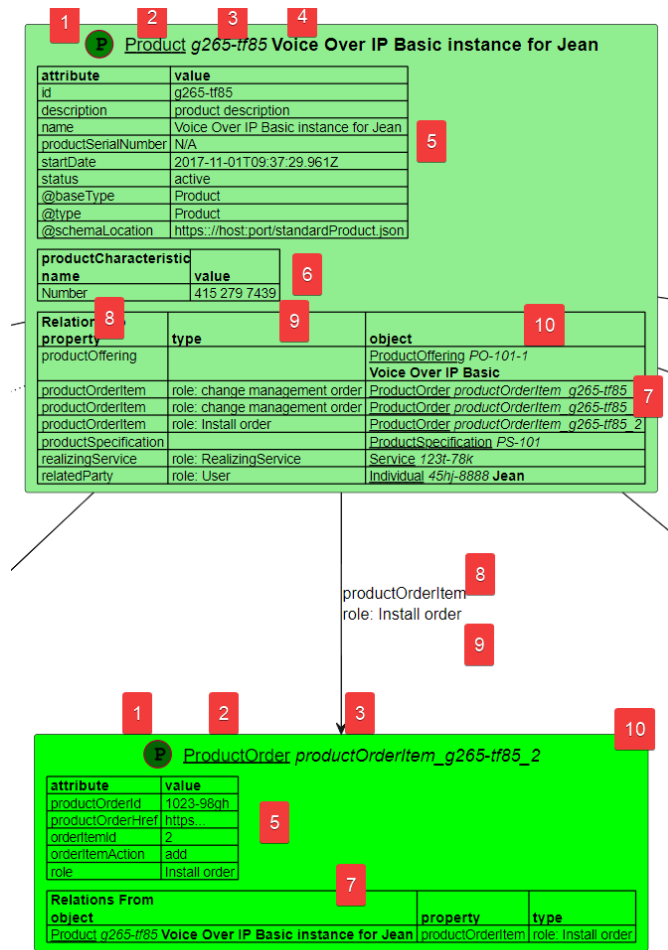 1 2 3 4
P Product g265-tf85 Voice Over IP Basic instance for Jean
attribute value
id g265-tf85
description product description
name Voice Over IP Basic instance for Jean
productSerialNumber N/A 5
startDate 2017-11-01T09:37:29.961Z
status active
@baseType Product
@type Product
@schemaLocation https:://host:port/standardProduct.json
productCharacteristic
name value 6
Number 415 279 7439
8 9 10
property type object
productOffering ProductOffering PO-101-1
Voice Over IP Basic
productOrderItem role: change management order ProductOrder productOrderItem_g265-tf85 7
productOrderItem role: change management order ProductOrder productOrderItem_g265-tf85
productOrderItem role: Install order ProductOrder productOrderItem_g265-tf85_2
productSpecification ProductSpecification PS-101
realizingService role: RealizingService Service 123t-78k
relatedParty role: User Individual 45hj-8888 Jean
8
productOrderItem
role: Install order
9
1 2 3 10
P ProductOrder productOrderItem_g265-tf85_2
attribute value
productOrderId 1023-98gh
productOrderHref https... 5
orderItemId 2
orderItemAction add
role Install order
7
Relations From
object property type
Product g265-tf85 Voice Over IP Basic instance for Jean productOrderItem role: Install order